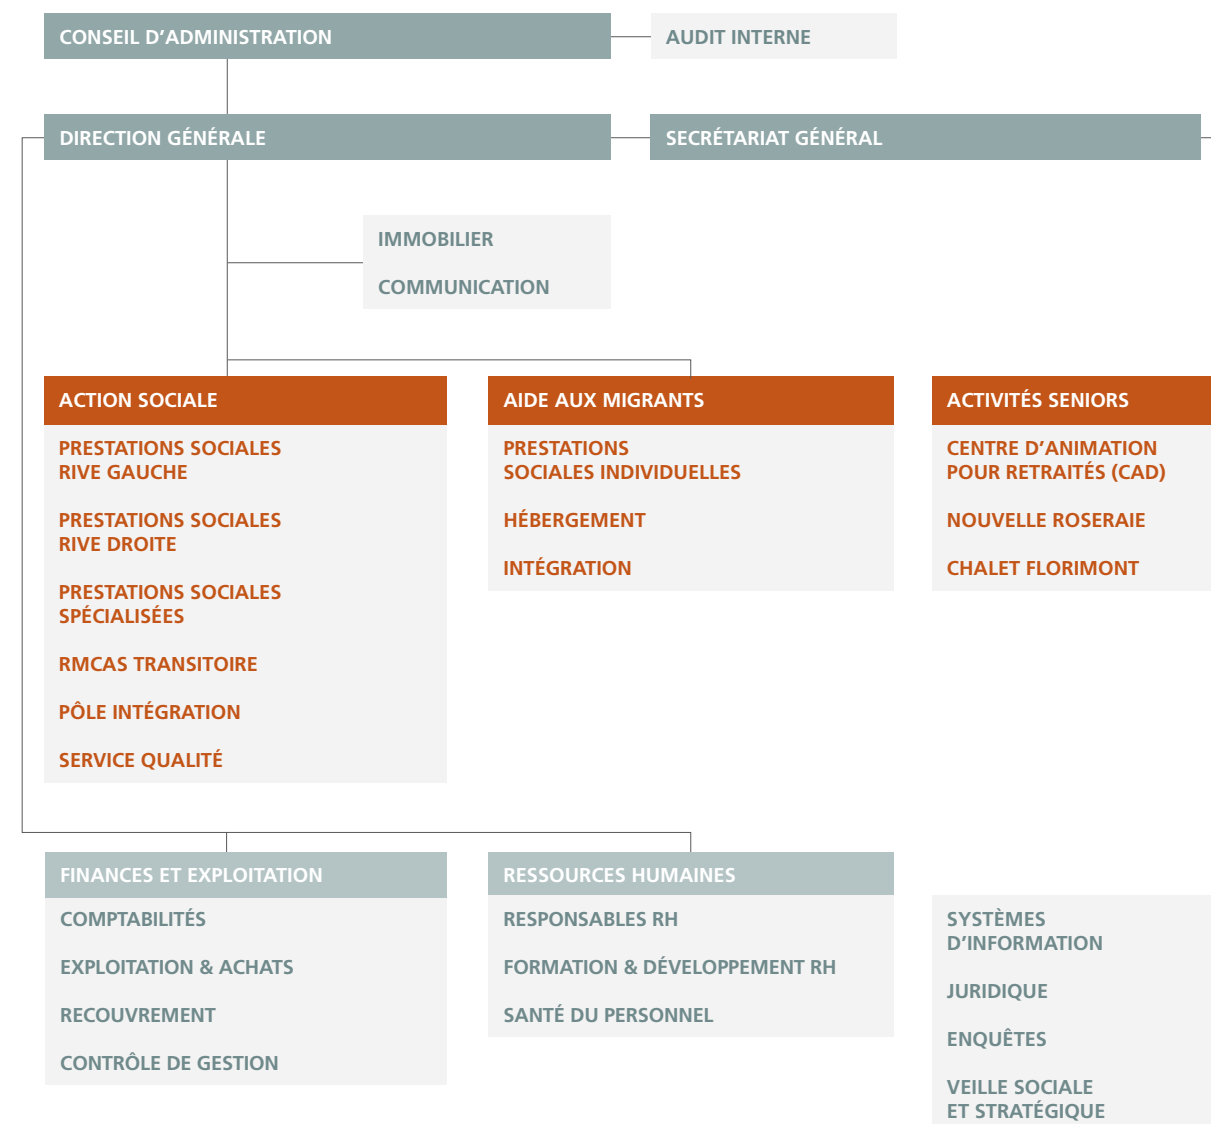 CONSEIL D’ADMINISTRATION
AUDIT INTERNE
DIRECTION GÉNÉRALE
SECRÉTARIAT GÉNÉRAL
IMMOBILIER
COMMUNICATION
ACTION SOCIALE
PRESTATIONS SOCIALES
RIVE GAUCHE
PRESTATIONS SOCIALES
RIVE DROITE
PRESTATIONS SOCIALES
SPÉCIALISÉES
RMCAS TRANSITOIRE
PÔLE INTÉGRATION
SERVICE QUALITÉ
AIDE AUX MIGRANTS
PRESTATIONS
SOCIALES INDIVIDUELLES
HÉBERGEMENT
INTÉGRATION
ACTIVITÉS SENIORS
CENTRE D’ANIMATION
POUR RETRAITÉS (CAD)
NOUVELLE ROSERAIE
CHALET FLORIMONT
FINANCES ET EXPLOITATION
COMPTABILITÉS
EXPLOITATION & ACHATS
RECOUVREMENT
CONTRÔLE DE GESTION
RESSOURCES HUMAINES
RESPONSABLES RH
FORMATION & DÉVELOPPEMENT RH
SANTÉ DU PERSONNEL
SYSTÈMES
D’INFORMATION
JURIDIQUE
ENQUÊTES
VEILLE SOCIALE
ET STRATÉGIQUE